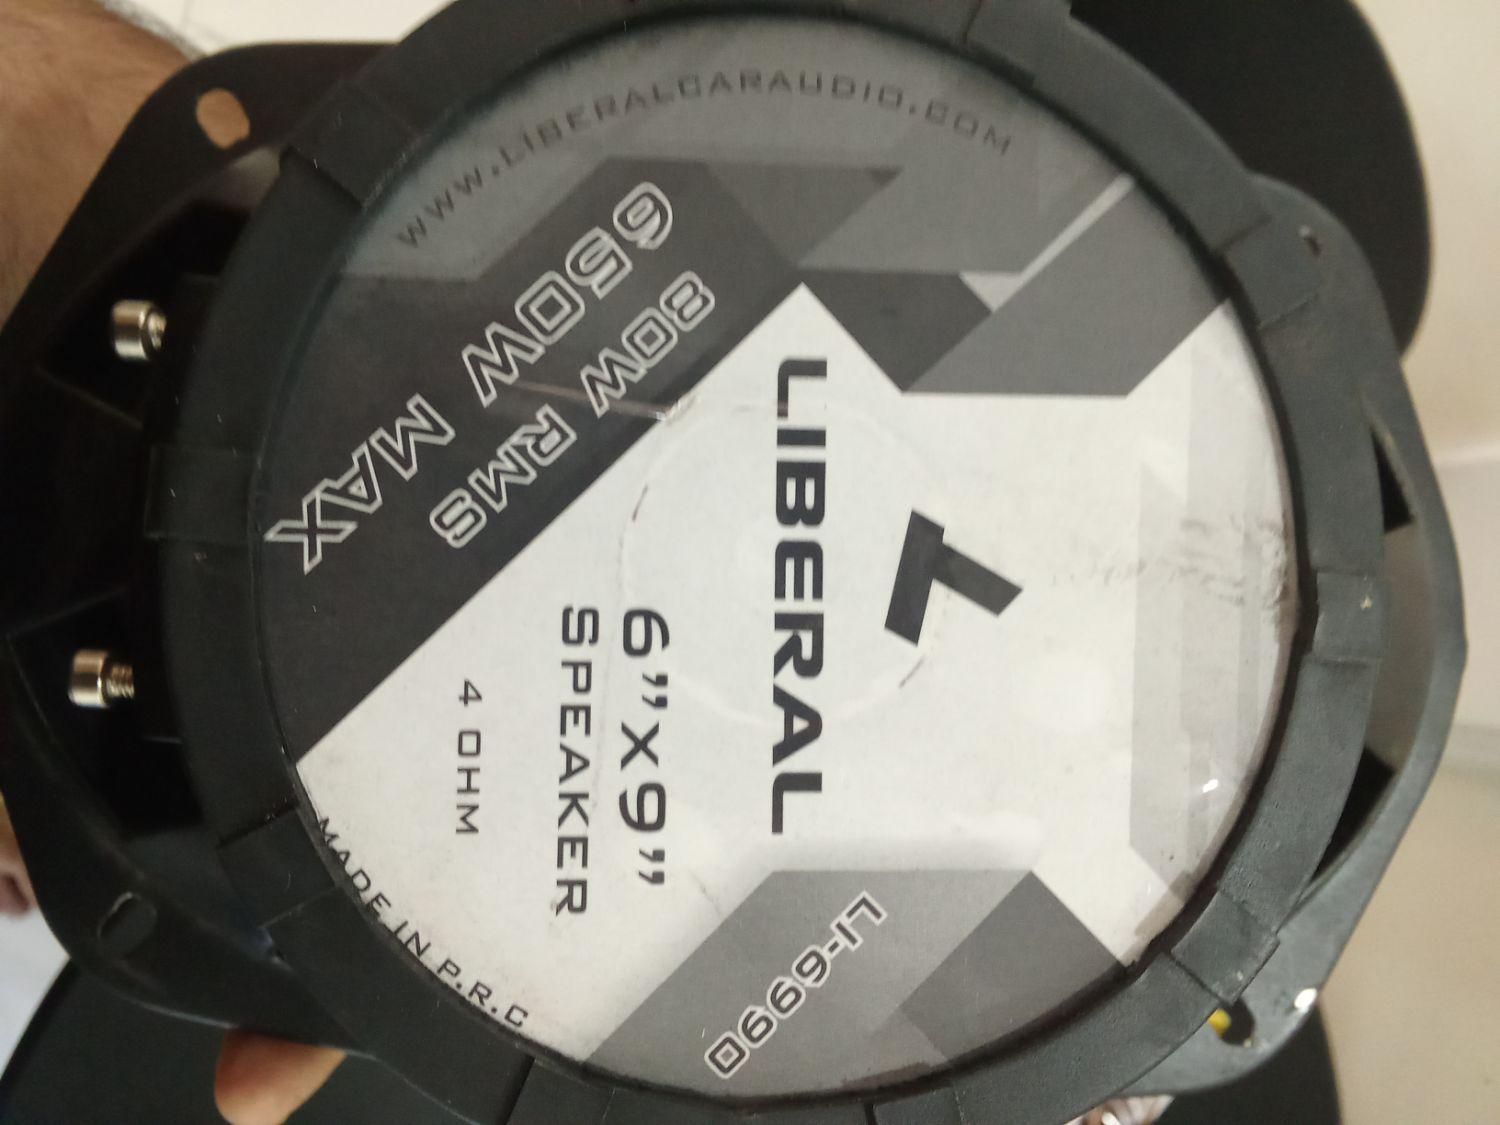 WWW.LIBERALCARAUDIO.COM
LIBERAL
6"x9"
SPEAKER
4 OHM
650W MAX
80W RMS
LI-6990
MADE IN P.R.C